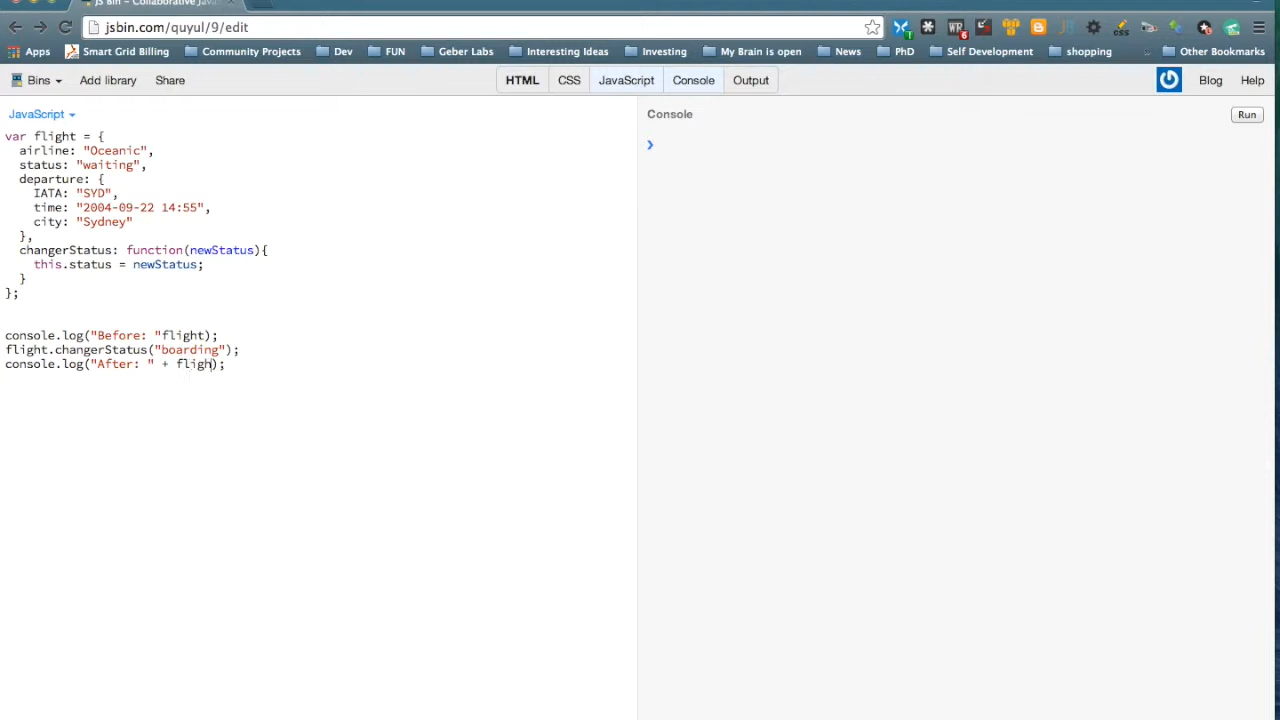 JS Bin - Collaborative Java
jsbin.com/quyul/9/edit
Apps Smart Grid Billing Community Projects Dev FUN Geber Labs Interesting Ideas Investing My Brain is open News PhD Self Development shopping Other Bookmarks
Bins Add library Share HTML CSS JavaScript Console Output Blog Help
JavaScript
var flight = {
  airline: "Oceanic",
  status: "waiting",
  departure: {
    IATA: "SYD",
    time: "2004-09-22 14:55",
    city: "Sydney"
  },
  changerStatus: function(newStatus){
    this.status = newStatus;
  }
};
console.log("Before: "flight);
flight.changerStatus("boarding");
console.log("After: " + fligh);
Console
Run